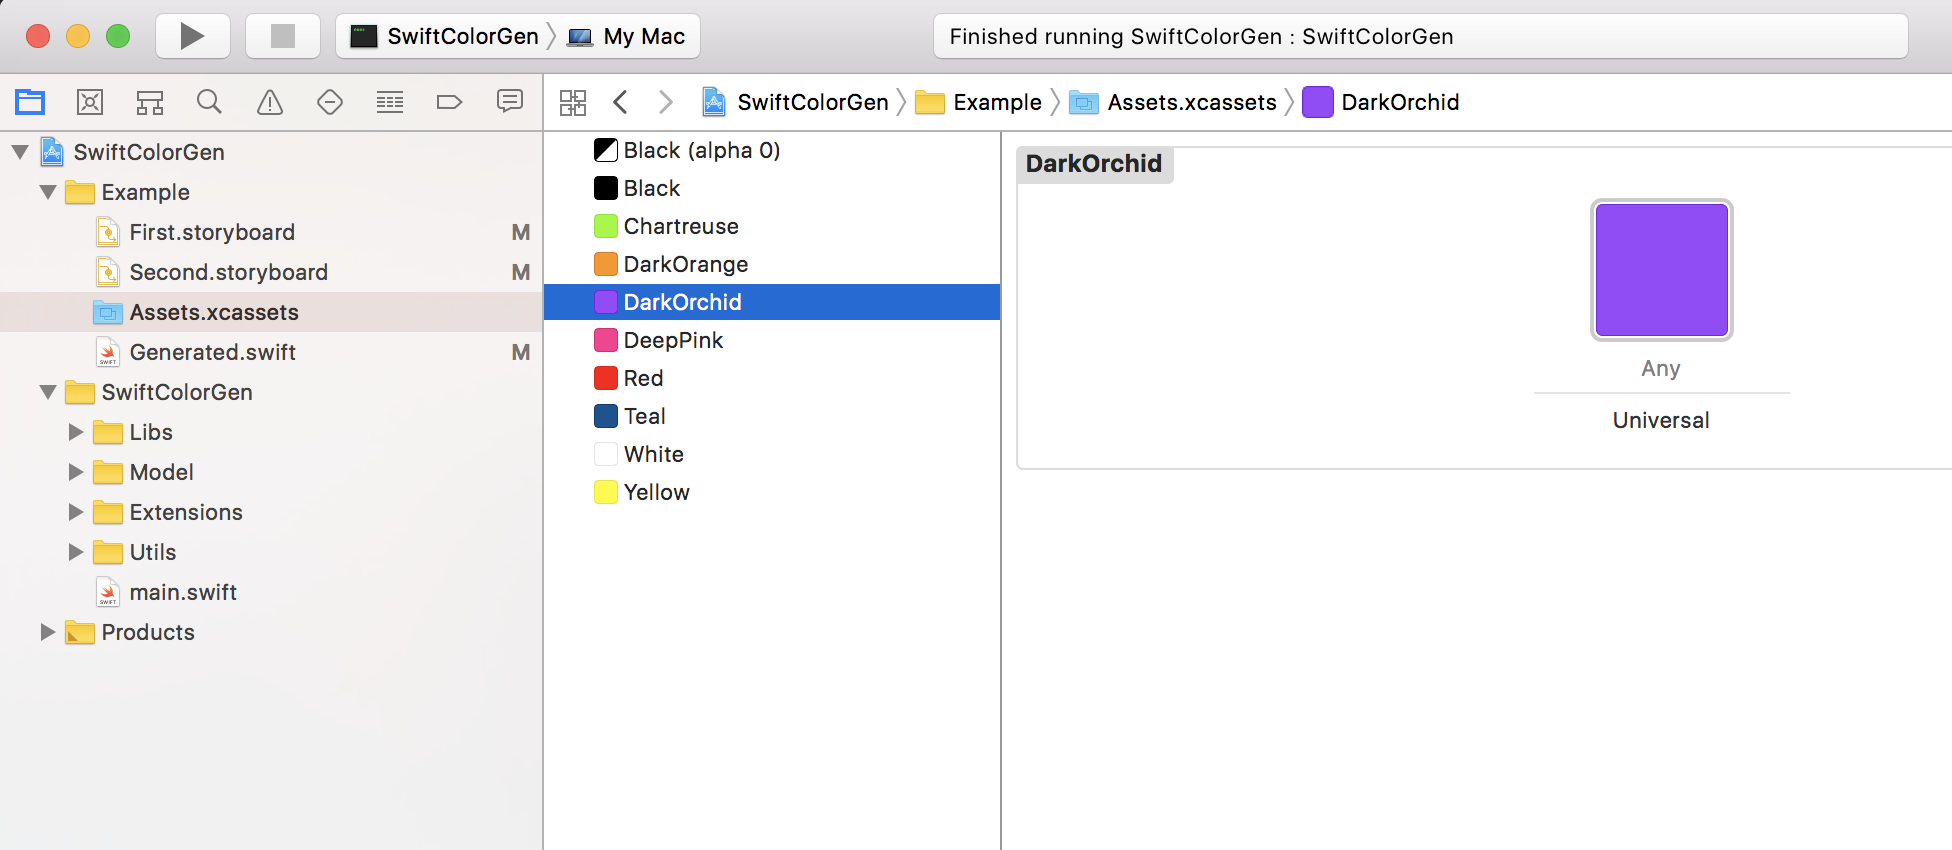 SwiftColorGen My Mac
Finished running SwiftColorGen : SwiftColorGen
SwiftColorGen Example Assets.xcassets DarkOrchid
SwiftColorGen
Example
First.storyboard M
Second.storyboard M
Assets.xcassets
Generated.swift M
SwiftColorGen
Libs
Model
Extensions
Utils
main.swift
Products
Black (alpha 0)
Black
Chartreuse
DarkOrange
DarkOrchid
DeepPink
Red
Teal
White
Yellow
DarkOrchid
Any
Universal